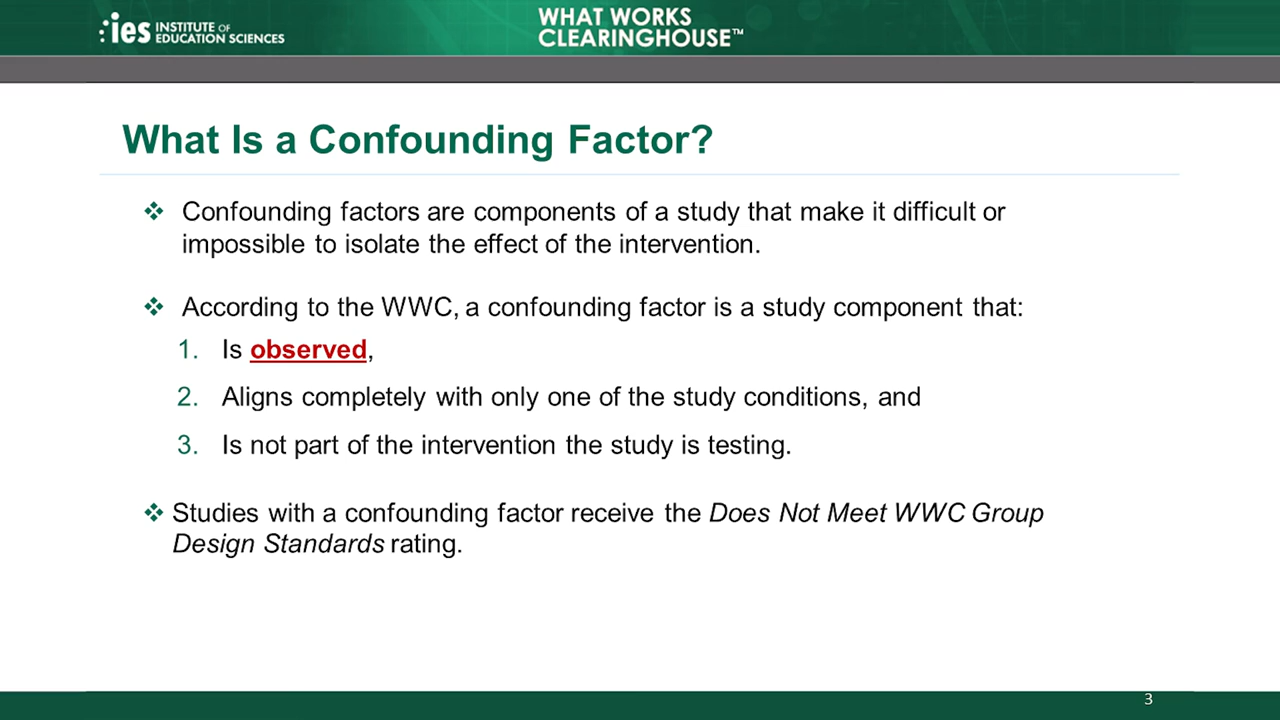 ies INSTITUTE OF
EDUCATION SCIENCES
WHAT WORKS
CLEARINGHOUSE™
What Is a Confounding Factor?
❖ Confounding factors are components of a study that make it difficult or
impossible to isolate the effect of the intervention.
❖ According to the WWC, a confounding factor is a study component that:
1. Is observed,
2. Aligns completely with only one of the study conditions, and
3. Is not part of the intervention the study is testing.
❖ Studies with a confounding factor receive the Does Not Meet WWC Group
Design Standards rating.
3